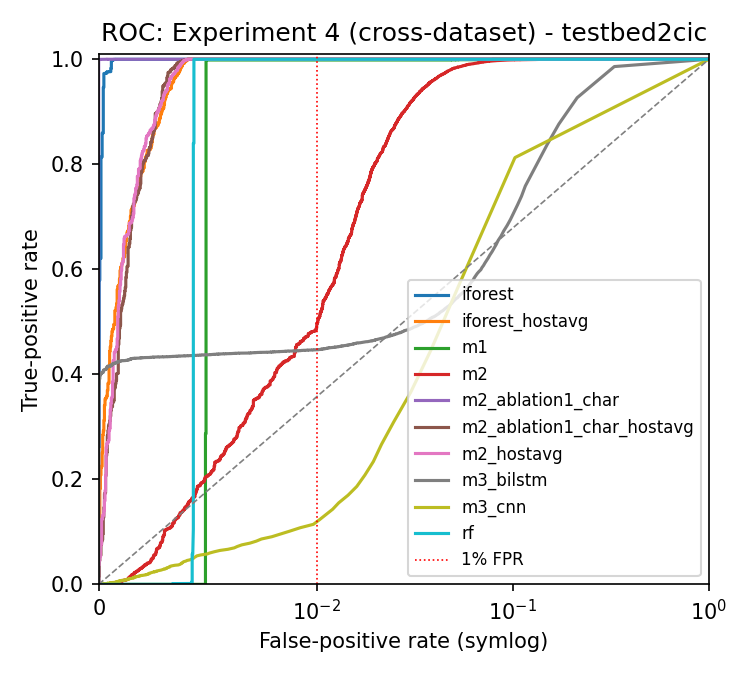 ROC: Experiment 4 (cross-dataset) - testbed2cic
True-positive rate
1.0
0.8
0.6
0.4
0.2
0.0
iforest
iforest_hostavg
m1
m2
m2_ablation1_char
m2_ablation1_char_hostavg
m2_hostavg
m3_bilstm
m3_cnn
rf
1% FPR
0 10⁻² 10⁻¹ 10⁰
False-positive rate (symlog)